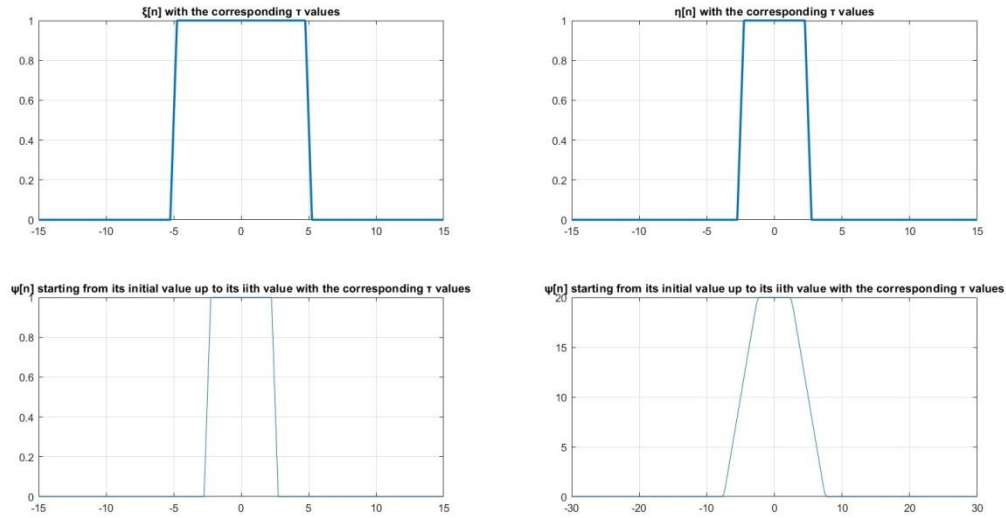 ξ[n] with the corresponding τ values
1
0.8
0.6
0.4
0.2
0
-15 -10 -5 0 5 10 15
η[n] with the corresponding τ values
1
0.8
0.6
0.4
0.2
0
-15 -10 -5 0 5 10 15
ψ[n] starting from its initial value up to its iith value with the corresponding τ values
1
0.8
0.6
0.4
0.2
0
-15 -10 -5 0 5 10 15
ψ[n] starting from its initial value up to its iith value with the corresponding τ values
20
15
10
5
0
-30 -20 -10 0 10 20 30